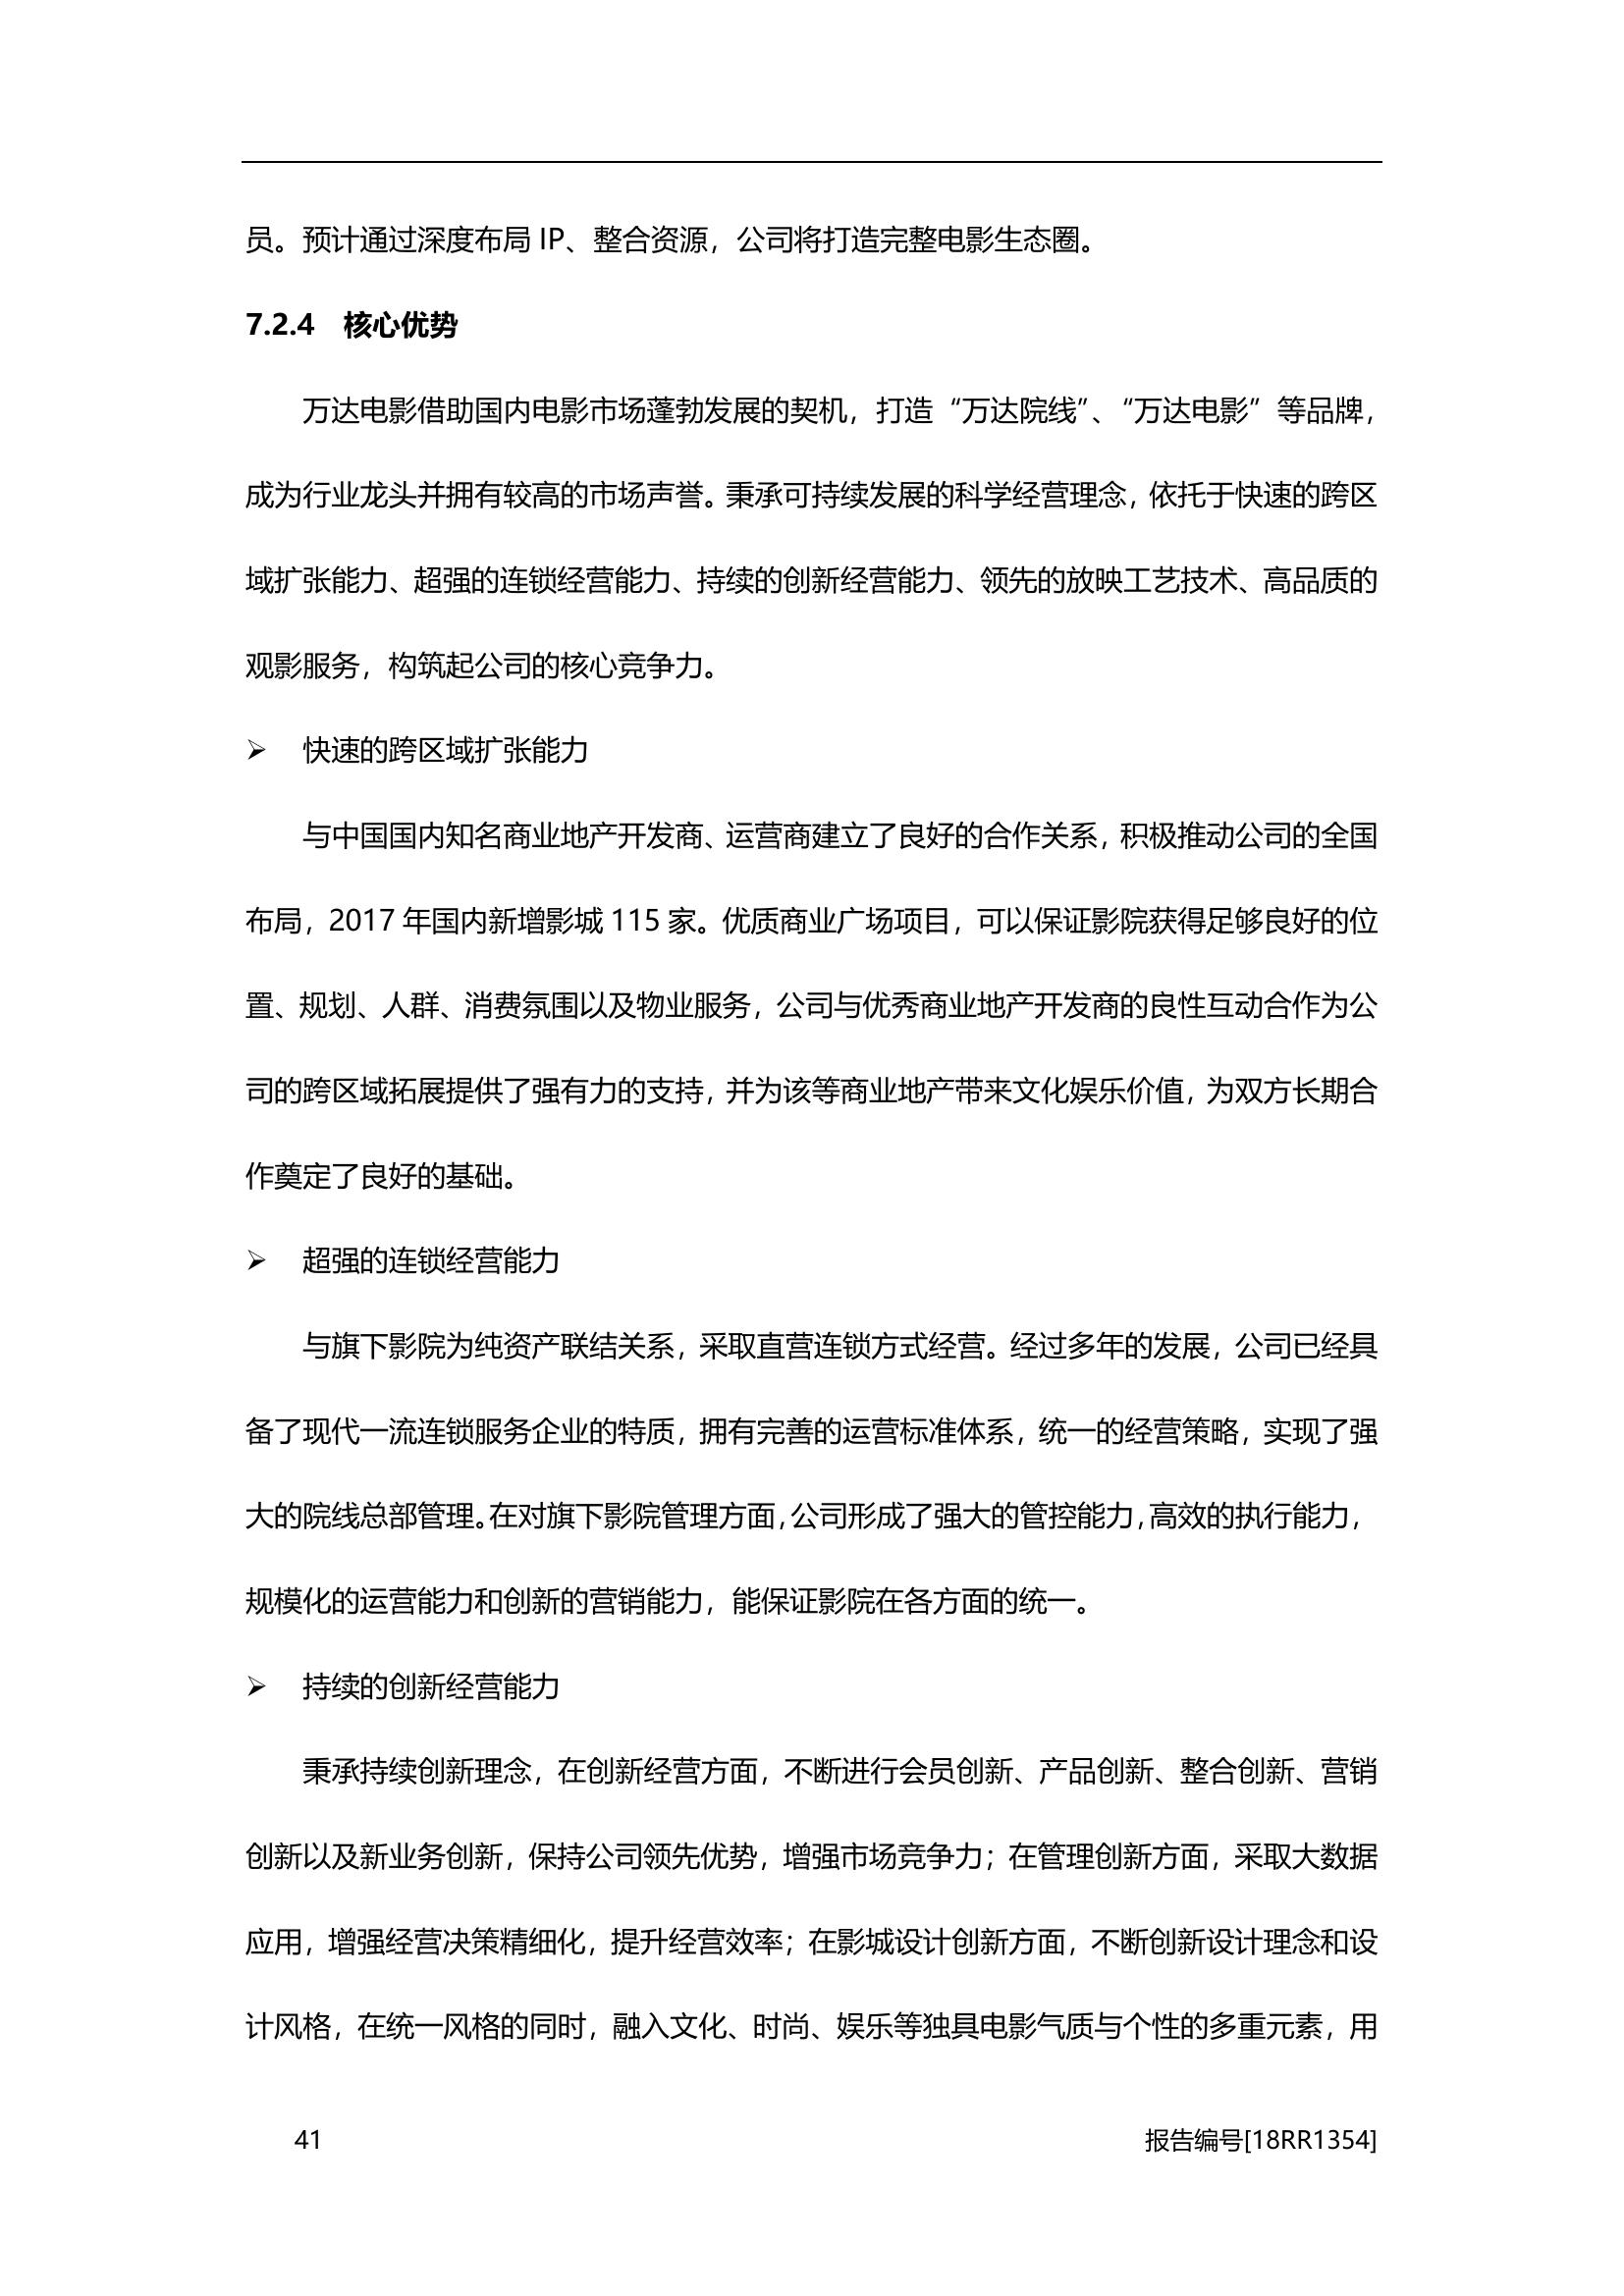 员。预计通过深度布局 IP、整合资源，公司将打造完整电影生态圈。
7.2.4 核心优势
万达电影借助国内电影市场蓬勃发展的契机，打造“万达院线”、“万达电影”等品牌，
成为行业龙头并拥有较高的市场声誉。秉承可持续发展的科学经营理念，依托于快速的跨区
域扩张能力、超强的连锁经营能力、持续的创新经营能力、领先的放映工艺技术、高品质的
观影服务，构筑起公司的核心竞争力。
➢ 快速的跨区域扩张能力
与中国国内知名商业地产开发商、运营商建立了良好的合作关系，积极推动公司的全国
布局，2017 年国内新增影城 115 家。优质商业广场项目，可以保证影院获得足够良好的位
置、规划、人群、消费氛围以及物业服务，公司与优秀商业地产开发商的良性互动合作为公
司的跨区域拓展提供了强有力的支持，并为该等商业地产带来文化娱乐价值，为双方长期合
作奠定了良好的基础。
➢ 超强的连锁经营能力
与旗下影院为纯资产联结关系，采取直营连锁方式经营。经过多年的发展，公司已经具
备了现代一流连锁服务企业的特质，拥有完善的运营标准体系，统一的经营策略，实现了强
大的院线总部管理。在对旗下影院管理方面，公司形成了强大的管控能力，高效的执行能力，
规模化的运营能力和创新的营销能力，能保证影院在各方面的统一。
➢ 持续的创新经营能力
秉承持续创新理念，在创新经营方面，不断进行会员创新、产品创新、整合创新、营销
创新以及新业务创新，保持公司领先优势，增强市场竞争力；在管理创新方面，采取大数据
应用，增强经营决策精细化，提升经营效率；在影城设计创新方面，不断创新设计理念和设
计风格，在统一风格的同时，融入文化、时尚、娱乐等独具电影气质与个性的多重元素，用
41 报告编号[18RR1354]